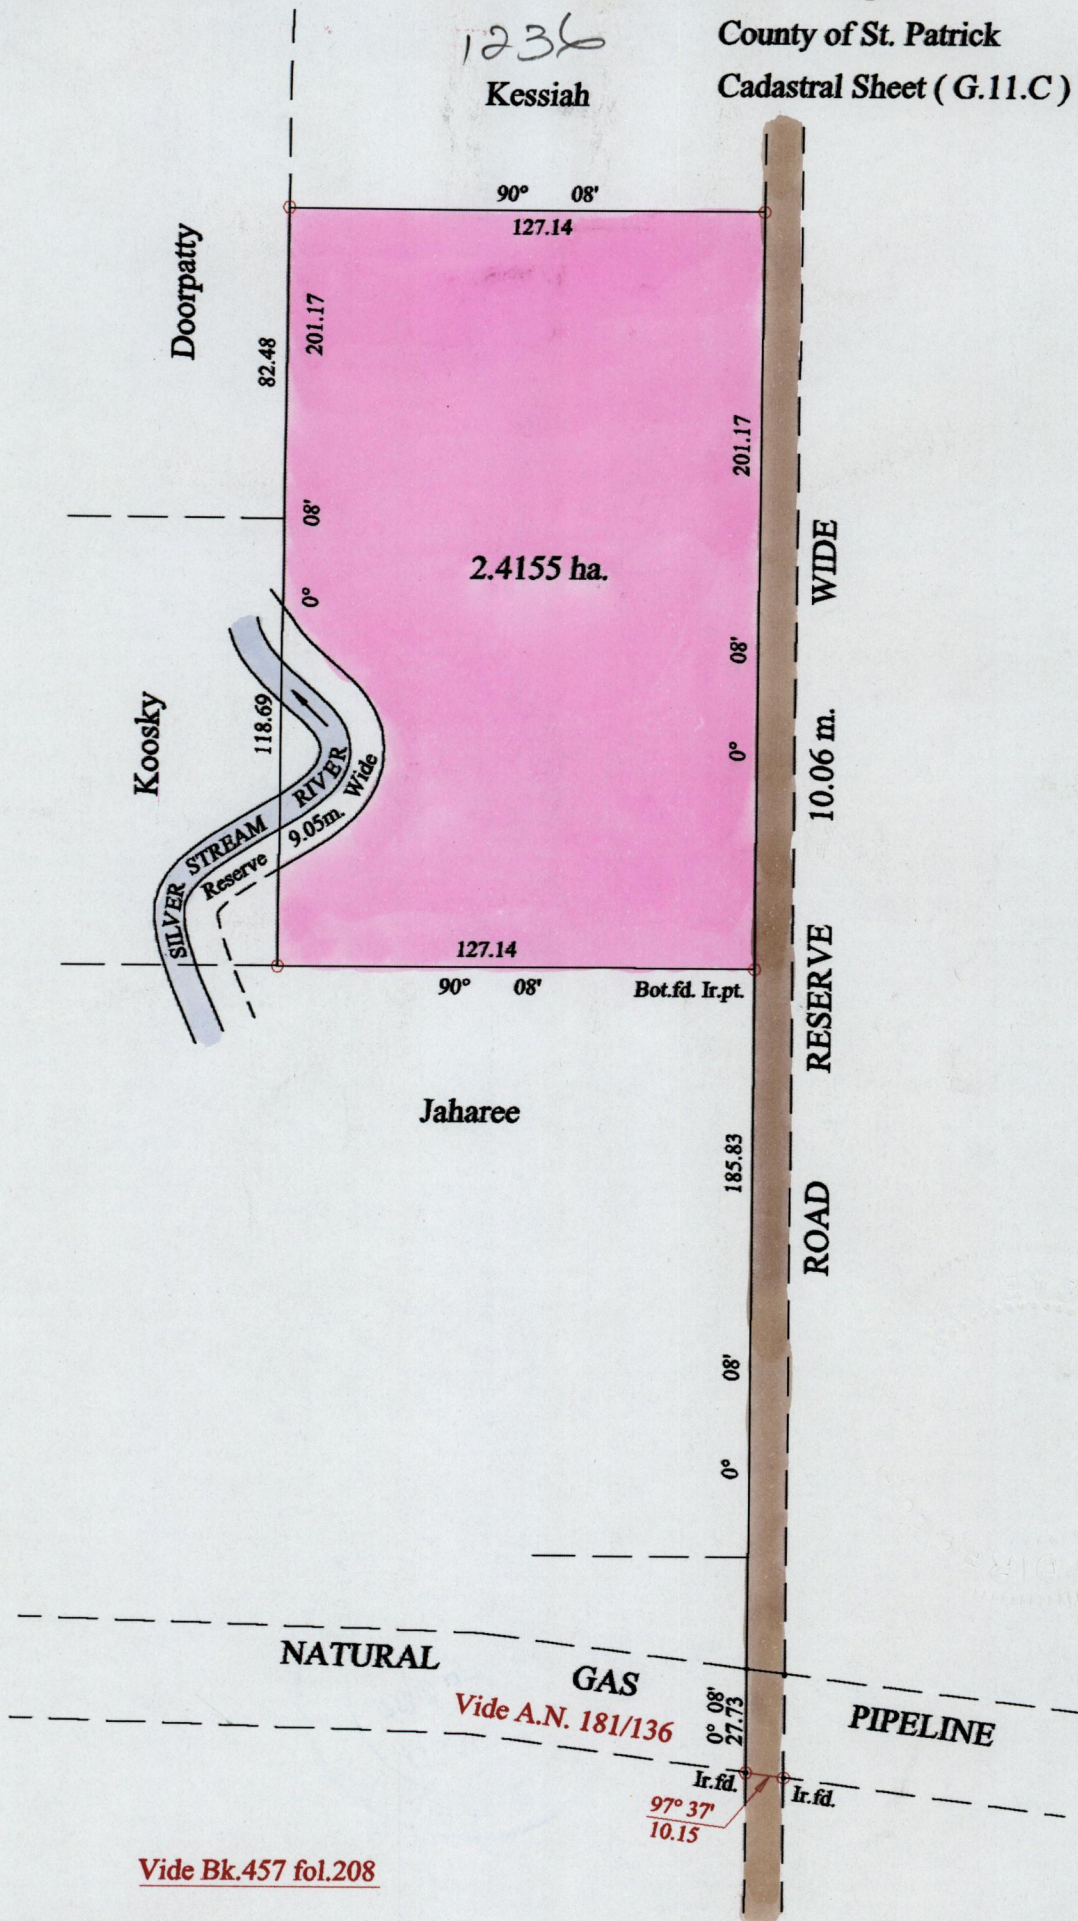 1236
County of St. Patrick
Kessiah
Cadastral Sheet ( G.11.C )
90° 08'
127.14
Doorpatty
82.48
201.17
0° 08'
201.17
0° 08'
2.4155 ha.
Koosky
118.69
SILVER STREAM RIVER
Reserve 9.05m. Wide
ROAD RESERVE 10.06 m. WIDE
127.14
90° 08'
Bot.fd. Ir.pt.
Jaharee
185.83
0° 08'
NATURAL GAS PIPELINE
Vide A.N. 181/136
0° 08'
27.73
Ir.fd.
Ir.fd.
97° 37'
10.15
Vide Bk.457 fol.208